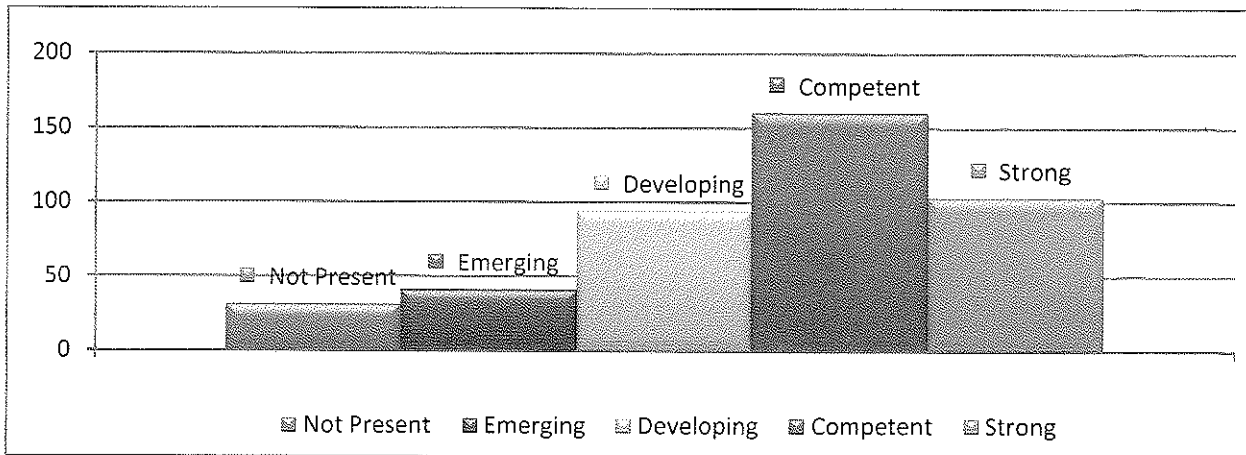 200
Competent
150
Strong
Developing
100
Emerging
Not Present
50
0
Not Present Emerging Developing Competent Strong